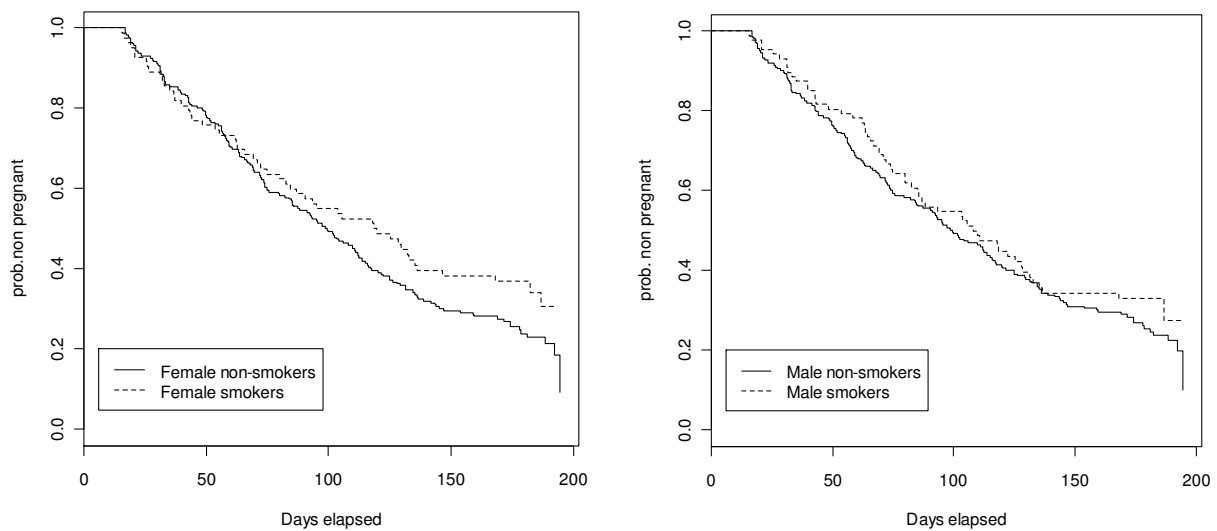 1.0
0.8
0.6
0.4
0.2
0.0
prob.non pregnant
Female non-smokers
Female smokers
0
50
100
150
200
Days elapsed
1.0
0.8
0.6
0.4
0.2
0.0
prob. non pregnant
Male non-smokers
Male smokers
0
50
100
150
200
Days elapsed